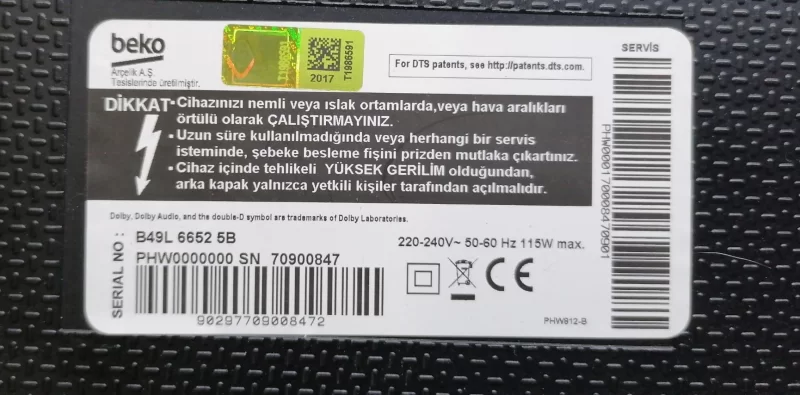 beko
Arçelik A.Ş.
Tesislerinde üretilmiştir.
T1986591
2017
T1986591
For DTS patents, see http://patents.dts.com.
SERVİS
DİKKAT • Cihazınızı nemli veya ıslak ortamlarda,veya hava aralıkları
örtülü olarak ÇALIŞTIRMAYINIZ.
• Uzun süre kullanılmadığında veya herhangi bir servis
isteminde, şebeke besleme fişini prizden mutlaka çıkartınız.
• Cihaz içinde tehlikeli YÜKSEK GERİLİM olduğundan,
arka kapak yalnızca yetkili kişiler tarafından açılmalıdır.
Dolby, Dolby Audio, and the double-D symbol are trademarks of Dolby Laboratories.
SERIAL NO :
B49L 6652 5B
PHW0000000 SN 70900847
90297709008472
220-240V~ 50-60 Hz 115W max.
CE
PHW912-B